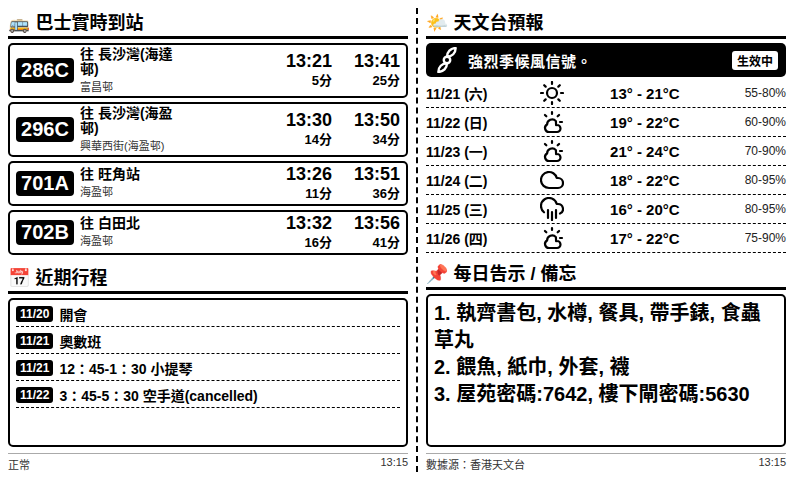 巴士實時到站
286C
往 長沙灣(海達
邨)
富昌邨
13:21
5分
13:41
25分
296C
往 長沙灣(海盈
邨)
興華西街(海盈邨)
13:30
14分
13:50
34分
701A
往 旺角站
海盈邨
13:26
11分
13:51
36分
702B
往 白田北
海盈邨
13:32
16分
13:56
41分
近期行程
11/20 開會
11/21 奧數班
11/21 12：45-1：30 小提琴
11/22 3：45-5：30 空手道(cancelled)
正常 13:15
天文台預報
強烈季候風信號。 生效中
11/21 (六) 13° - 21°C 55-80%
11/22 (日) 19° - 22°C 60-90%
11/23 (一) 21° - 24°C 70-90%
11/24 (二) 18° - 22°C 80-95%
11/25 (三) 16° - 20°C 80-95%
11/26 (四) 17° - 22°C 75-90%
每日告示 / 備忘
1. 執齊書包, 水樽, 餐具, 帶手錶, 食蟲
草丸
2. 餵魚, 紙巾, 外套, 襪
3. 屋苑密碼:7642, 樓下閘密碼:5630
數據源：香港天文台 13:15